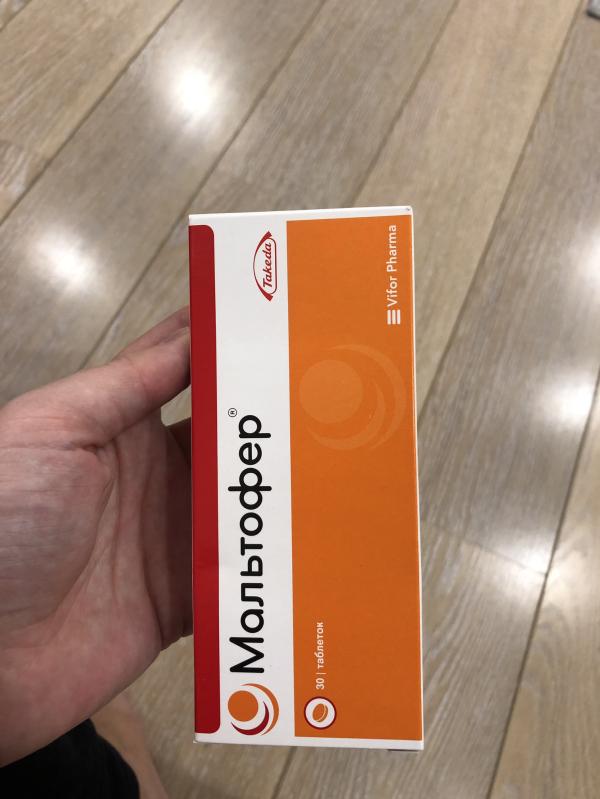 Мальтофер®
Takeda
30 | таблеток
Vifor Pharma